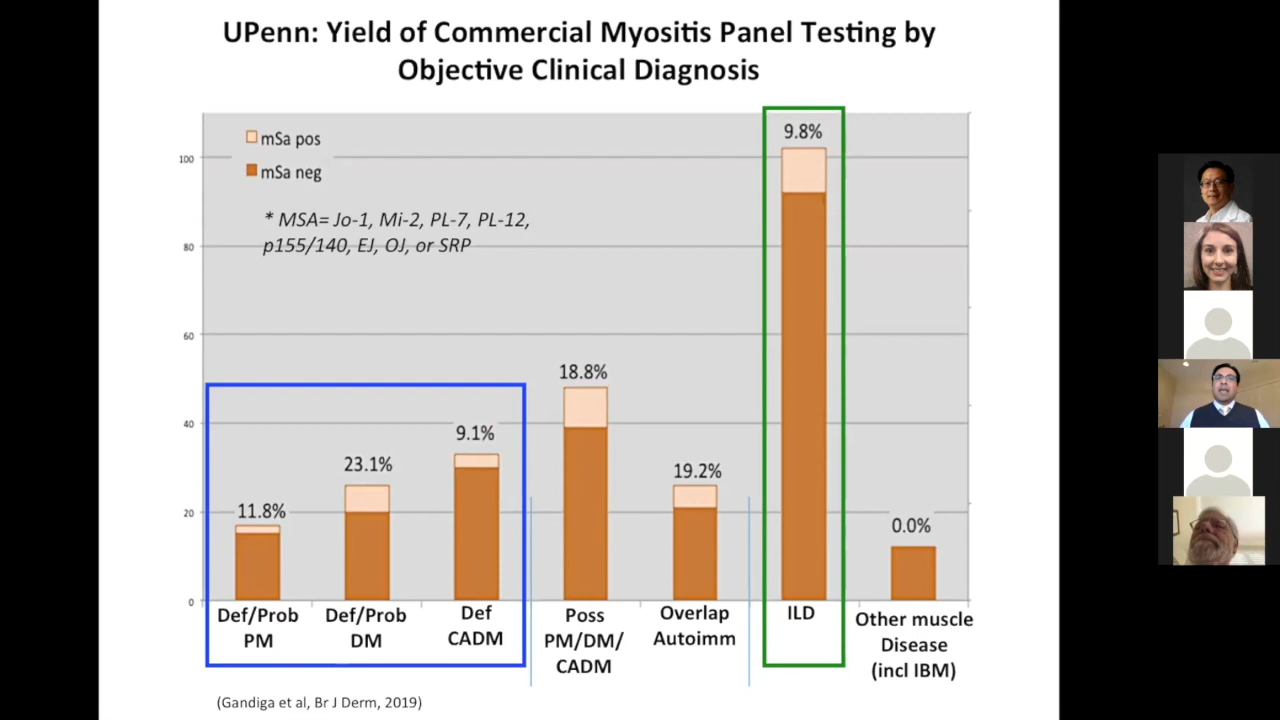 UPenn: Yield of Commercial Myositis Panel Testing by
Objective Clinical Diagnosis
mSa pos
mSa neg
* MSA= Jo-1, Mi-2, PL-7, PL-12,
p155/140, EJ, OJ, or SRP
100
80
60
40
20
0
11.8%
23.1%
9.1%
18.8%
19.2%
9.8%
0.0%
Def/Prob
PM
Def/Prob
DM
Def
CADM
Poss
PM/DM/
CADM
Overlap
Autoimm
ILD
Other muscle
Disease
(incl IBM)
(Gandiga et al, Br J Derm, 2019)